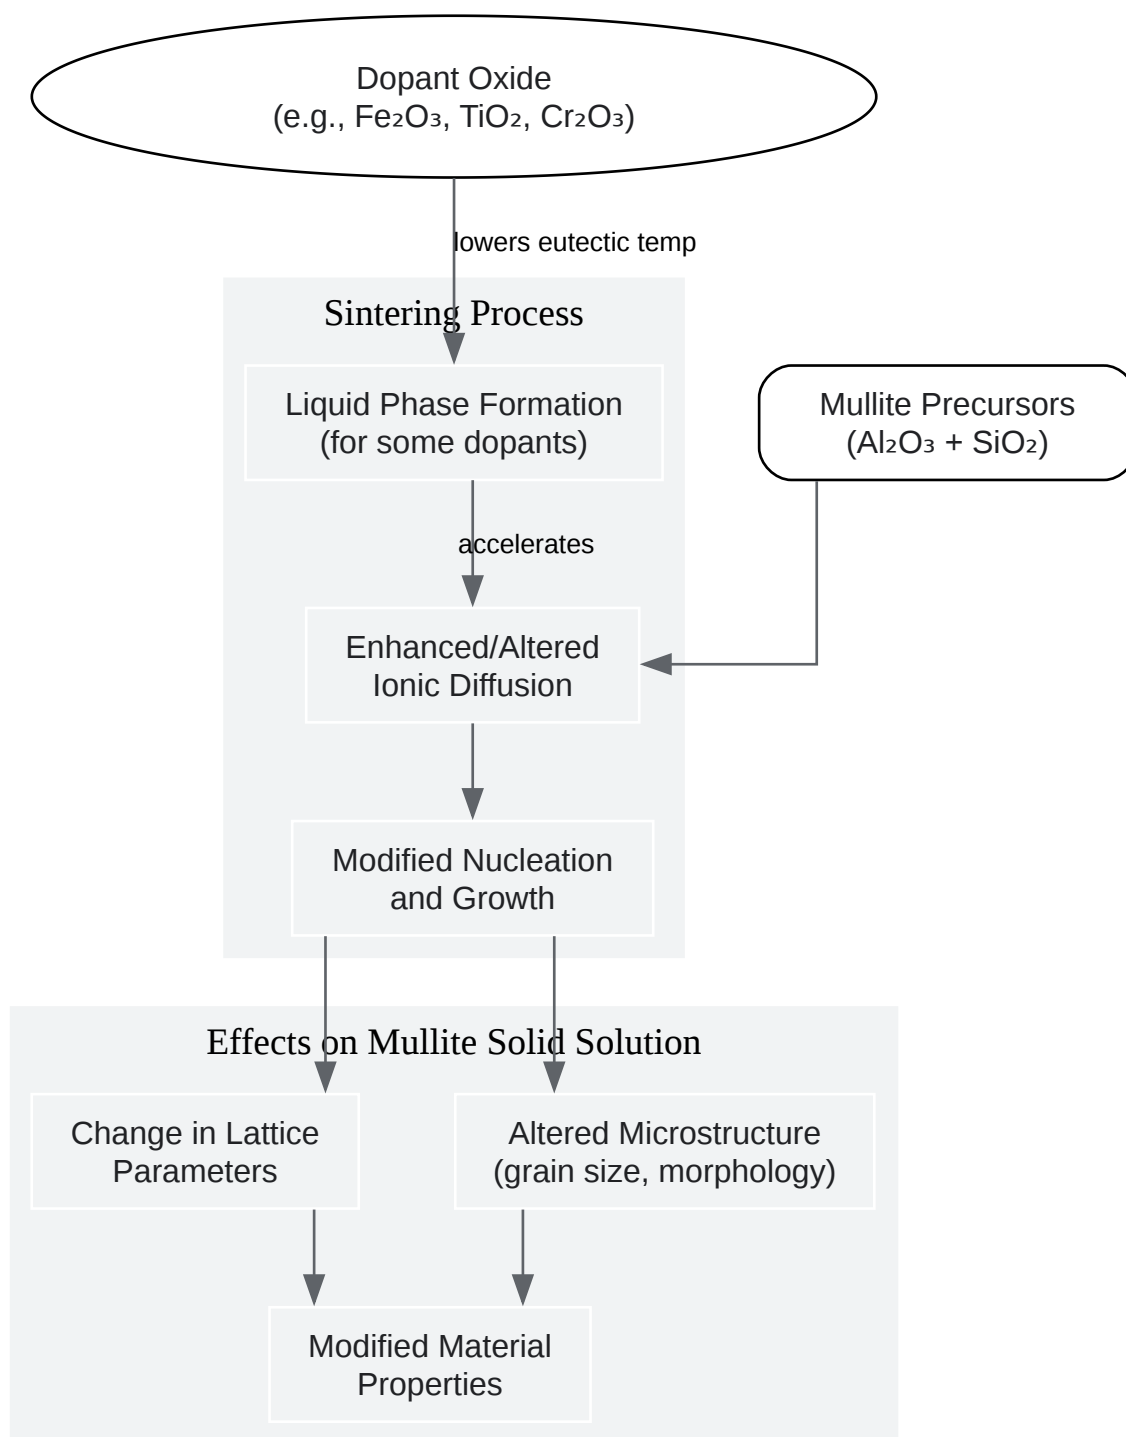 Dopant Oxide
(e.g., Fe₂O₃, TiO₂, Cr₂O₃)
lowers eutectic temp
Sintering Process
Liquid Phase Formation
(for some dopants)
Mullite Precursors
(Al₂O₃ + SiO₂)
accelerates
Enhanced/Altered
Ionic Diffusion
Modified Nucleation
and Growth
Effects on Mullite Solid Solution
Change in Lattice
Parameters
Altered Microstructure
(grain size, morphology)
Modified Material
Properties